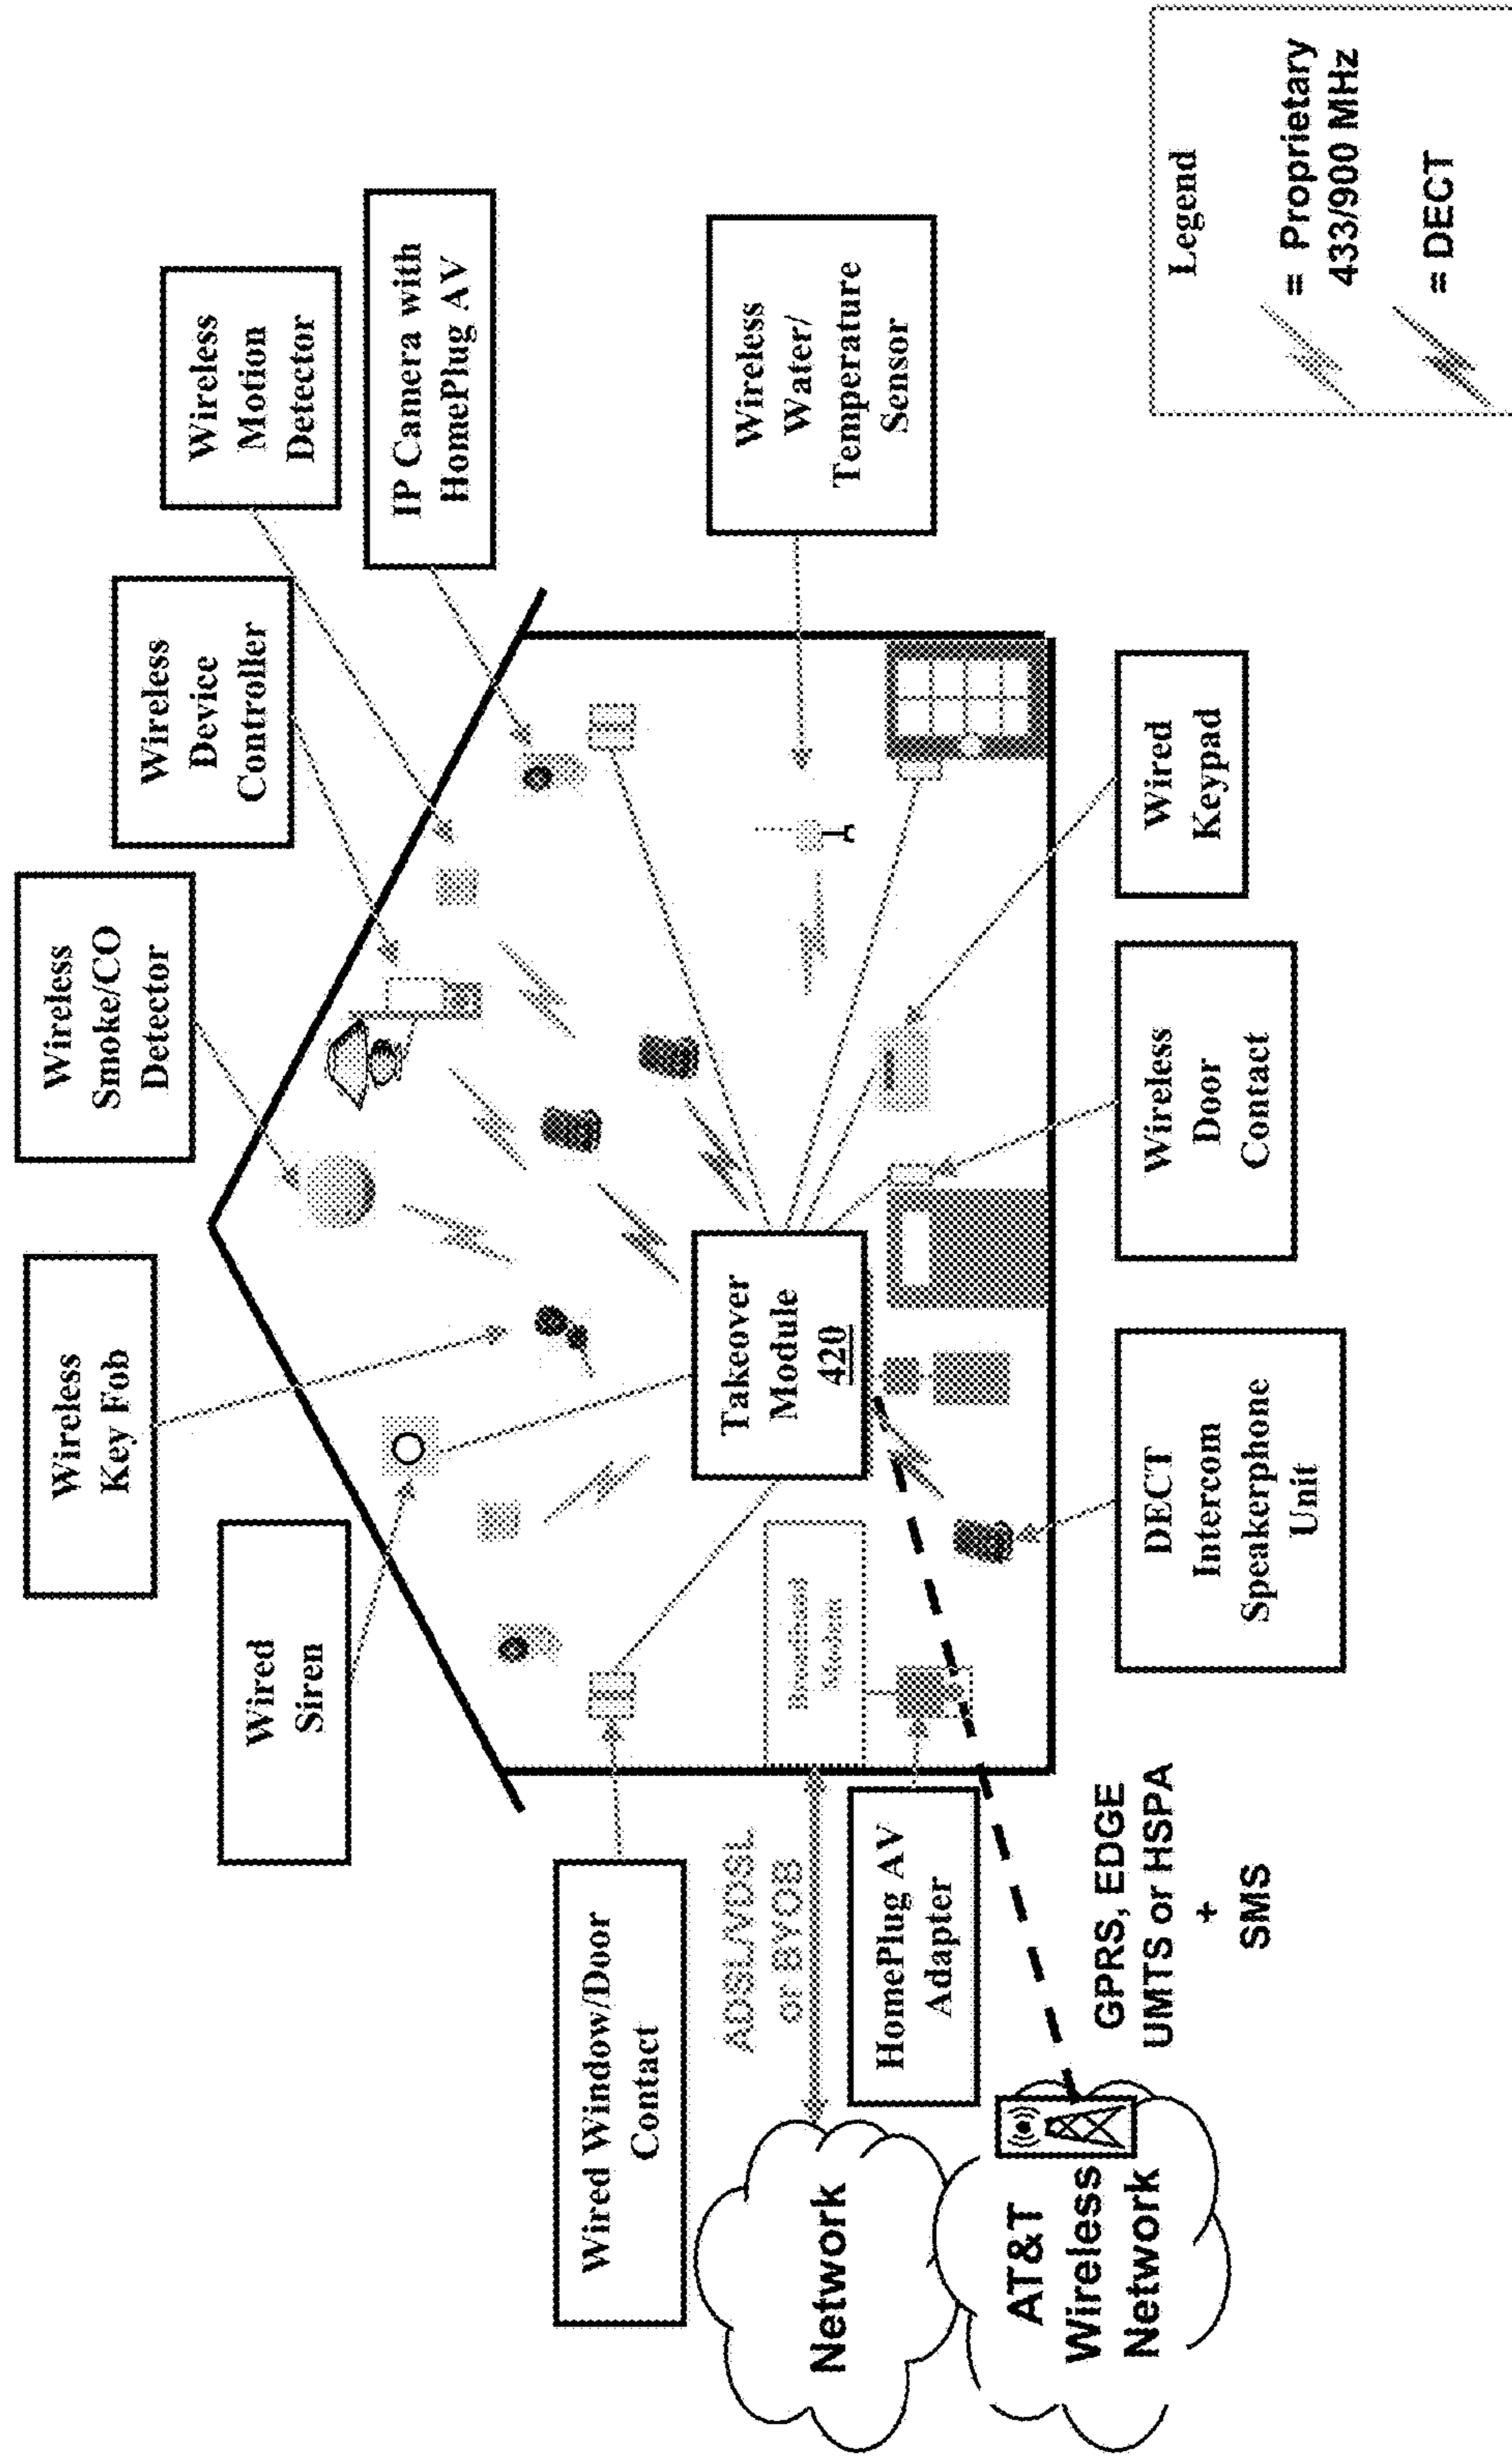 Wireless
Key Fob
Wireless
Smoke/CO
Detector
Wireless
Device
Controller
Wireless
Motion
Detector
Wired
Siren
IP Camera with
HomePlug AV
Wired Window/Door
Contact
Wireless
Water/
Temperature
Sensor
Takeover
Module
420
Broadband
Modem
ADSL/VDSL
or BYOB
Network
HomePlug AV
Adapter
AT&T
Wireless
Network
GPRS, EDGE
UMTS or HSPA
+
SMS
DECT
Intercom
Speakerphone
Unit
Wireless
Door
Contact
Wired
Keypad
Legend
= Proprietary
433/900 MHz
= DECT